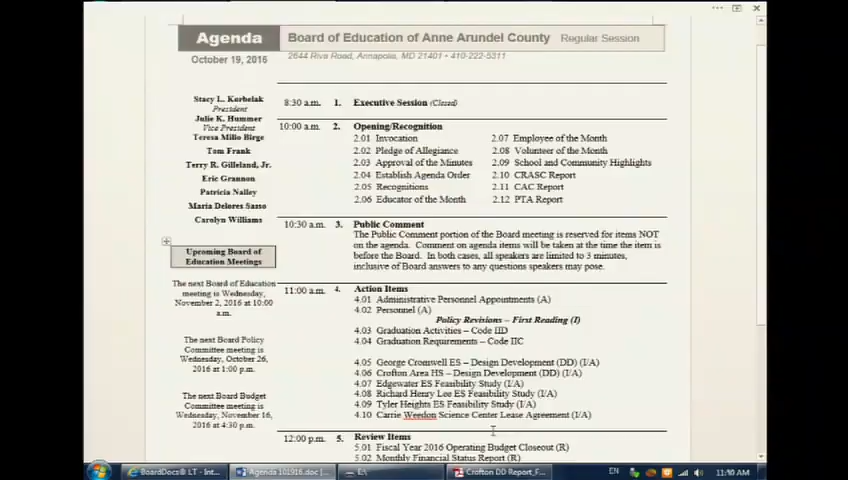 Agenda
Board of Education of Anne Arundel County Regular Session
2644 Riva Road, Annapolis, MD 21401 • 410-222-5311
October 19, 2016
Stacy L. Korbelak
President
Julie K. Hummer
Vice President
Teresa Milio Birge
Tom Frank
Terry R. Gilleland, Jr.
Eric Grannon
Patricia Nalley
Maria Delores Sasso
Carolyn Williams
Upcoming Board of
Education Meetings
The next Board of Education
meeting is Wednesday,
November 2, 2016 at 10:00
a.m.
The next Board Policy
Committee meeting is
Wednesday, October 26,
2016 at 1:00 p.m.
The next Board Budget
Committee meeting is
Wednesday, November 16,
2016 at 4:30 p.m.
8:30 a.m. 1. Executive Session (Closed)
10:00 a.m. 2. Opening/Recognition
2.01 Invocation
2.02 Pledge of Allegiance
2.03 Approval of the Minutes
2.04 Establish Agenda Order
2.05 Recognitions
2.06 Educator of the Month
2.07 Employee of the Month
2.08 Volunteer of the Month
2.09 School and Community Highlights
2.10 CRASC Report
2.11 CAC Report
2.12 PTA Report
10:30 a.m. 3. Public Comment
The Public Comment portion of the Board meeting is reserved for items NOT
on the agenda. Comment on agenda items will be taken at the time the item is
before the Board. In both cases, all speakers are limited to 3 minutes,
inclusive of Board answers to any questions speakers may pose.
11:00 a.m. 4. Action Items
4.01 Administrative Personnel Appointments (A)
4.02 Personnel (A)
Policy Revisions – First Reading (I)
4.03 Graduation Activities – Code IID
4.04 Graduation Requirements – Code IIC
4.05 George Cromwell ES – Design Development (DD) (I/A)
4.06 Crofton Area HS – Design Development (DD) (I/A)
4.07 Edgewater ES Feasibility Study (I/A)
4.08 Richard Henry Lee ES Feasibility Study (I/A)
4.09 Tyler Heights ES Feasibility Study (I/A)
4.10 Carrie Weedon Science Center Lease Agreement (I/A)
12:00 p.m. 5. Review Items
5.01 Fiscal Year 2016 Operating Budget Closeout (R)
5.02 Monthly Financial Status Report (R)
BoardDocs® LT - Int...
Agenda 101916.doc [...
E:\
Crofton DD Report_F...
EN
11:10 AM